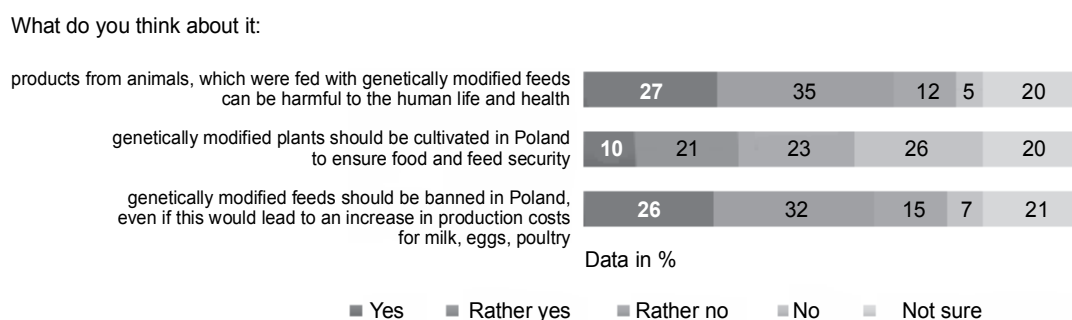 What do you think about it:
products from animals, which were fed with genetically modified feeds
can be harmful to the human life and health
27 35 12 5 20
genetically modified plants should be cultivated in Poland
to ensure food and feed security
10 21 23 26 20
genetically modified feeds should be banned in Poland,
even if this would lead to an increase in production costs
for milk, eggs, poultry
26 32 15 7 21
Data in %
Yes Rather yes Rather no No Not sure